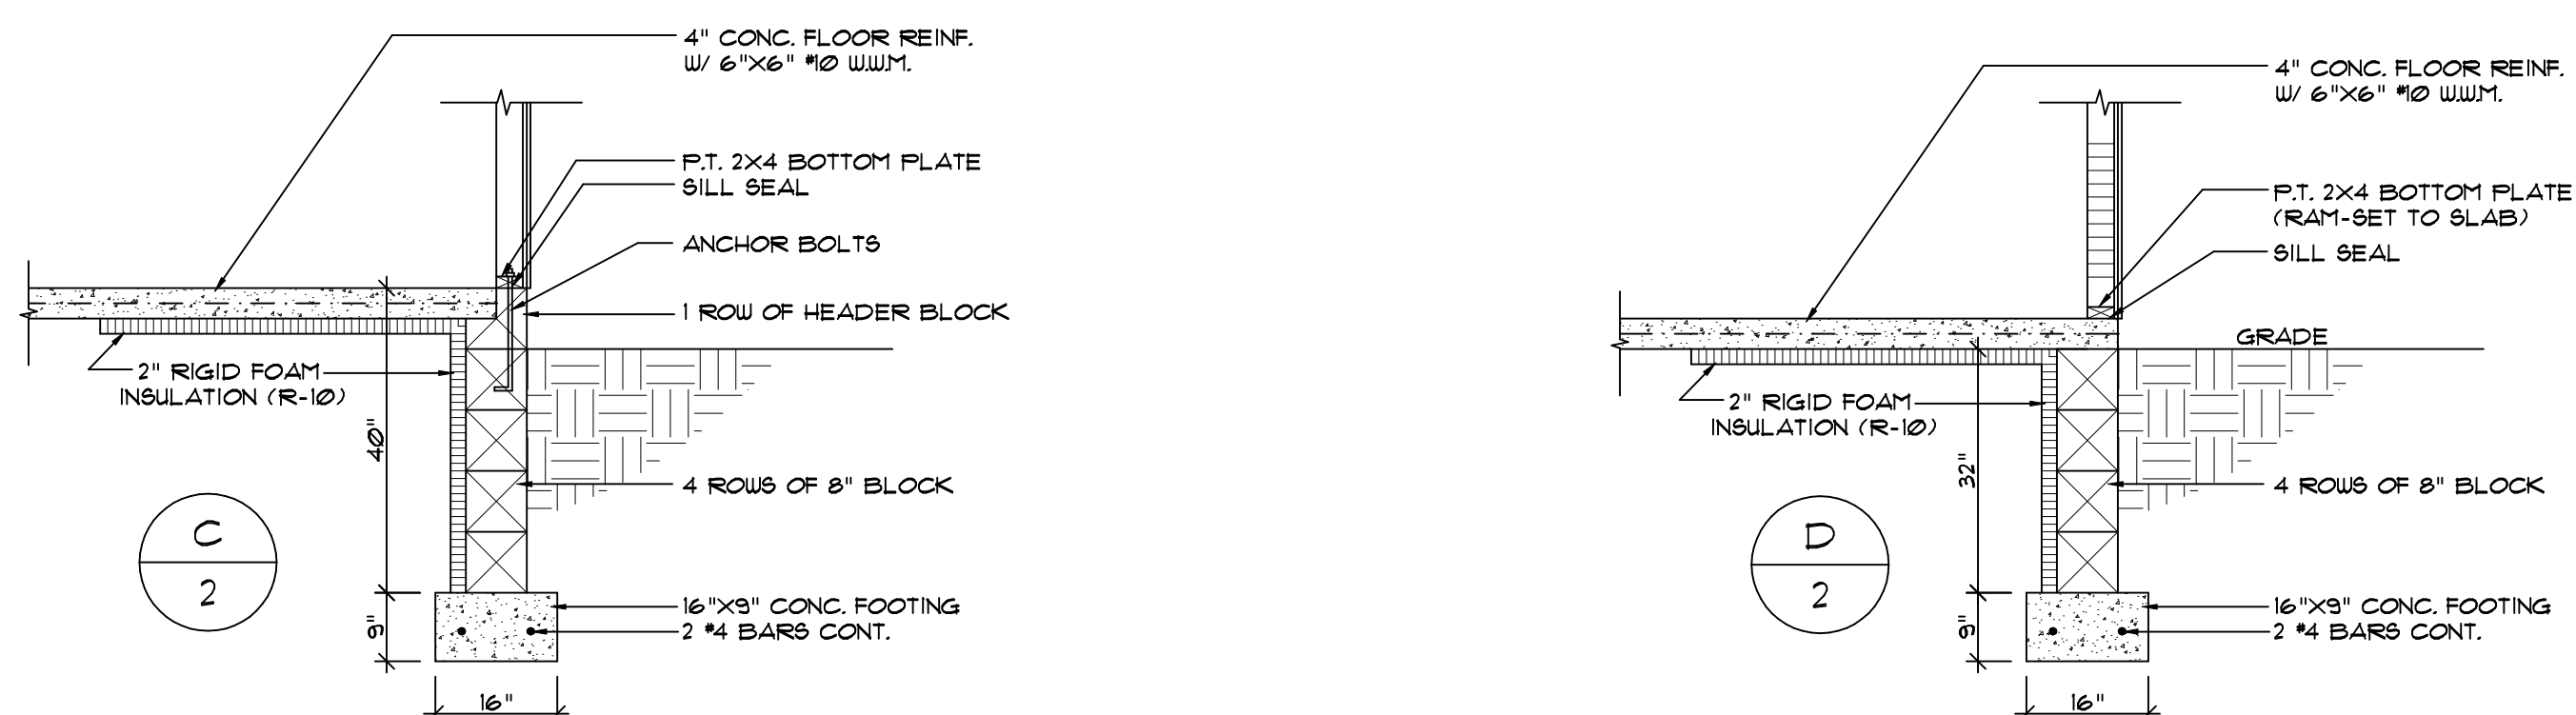 4" CONC. FLOOR REINF.
W/ 6"X6" #10 W.W.M.
P.T. 2X4 BOTTOM PLATE
SILL SEAL
ANCHOR BOLTS
1 ROW OF HEADER BLOCK
2" RIGID FOAM
INSULATION (R-10)
40"
4 ROWS OF 8" BLOCK
C
2
16"X9" CONC. FOOTING
2 #4 BARS CONT.
9"
16"
4" CONC. FLOOR REINF.
W/ 6"X6" #10 W.W.M.
P.T. 2X4 BOTTOM PLATE
(RAM-SET TO SLAB)
SILL SEAL
GRADE
2" RIGID FOAM
INSULATION (R-10)
32"
4 ROWS OF 8" BLOCK
D
2
16"X9" CONC. FOOTING
2 #4 BARS CONT.
9"
16"